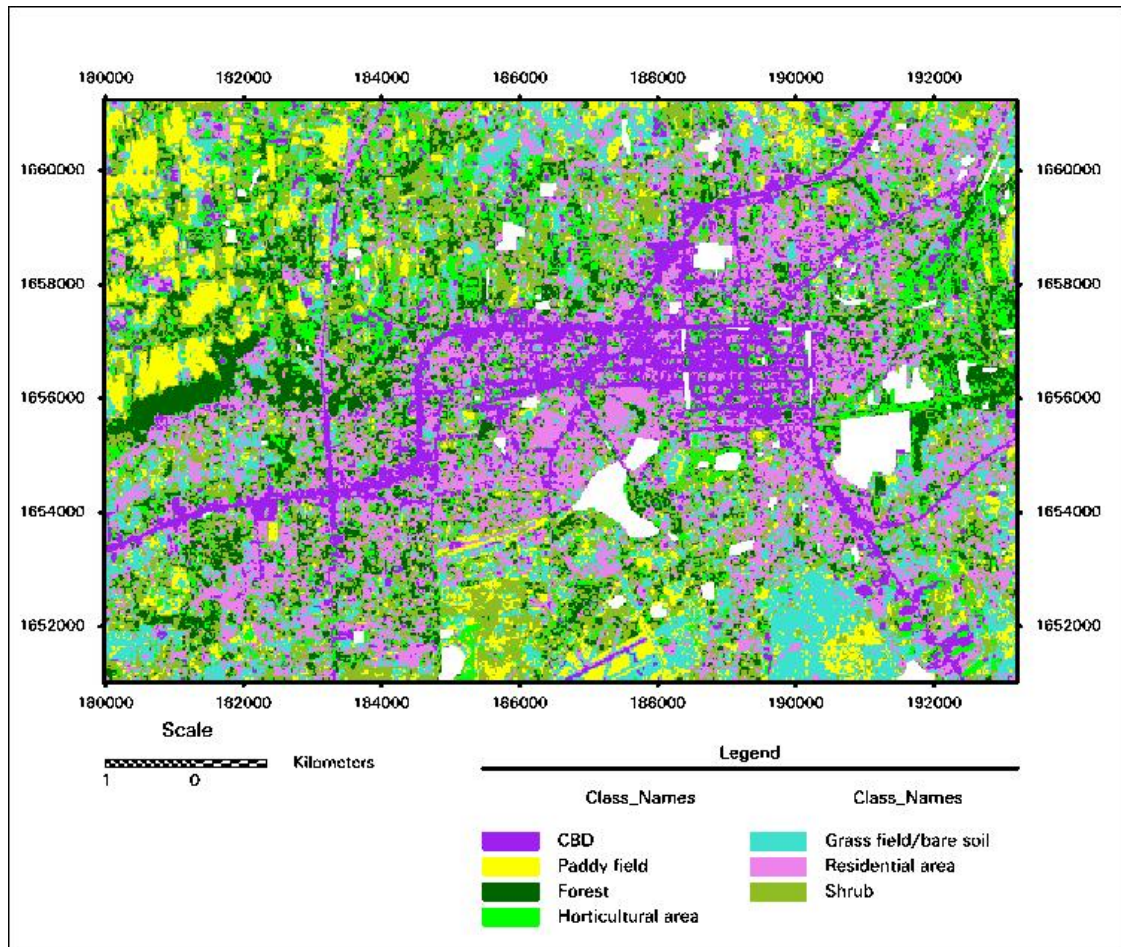 180000 182000 184000 186000 188000 190000 192000
1660000 1660000
1658000 1658000
1656000 1656000
1654000 1654000
1652000 1652000
180000 182000 184000 186000 188000 190000 192000
Scale
Kilometers
1 0
Legend
Class_Names Class_Names
CBD Grass field/bare soil
Paddy field Residential area
Forest Shrub
Horticultural area